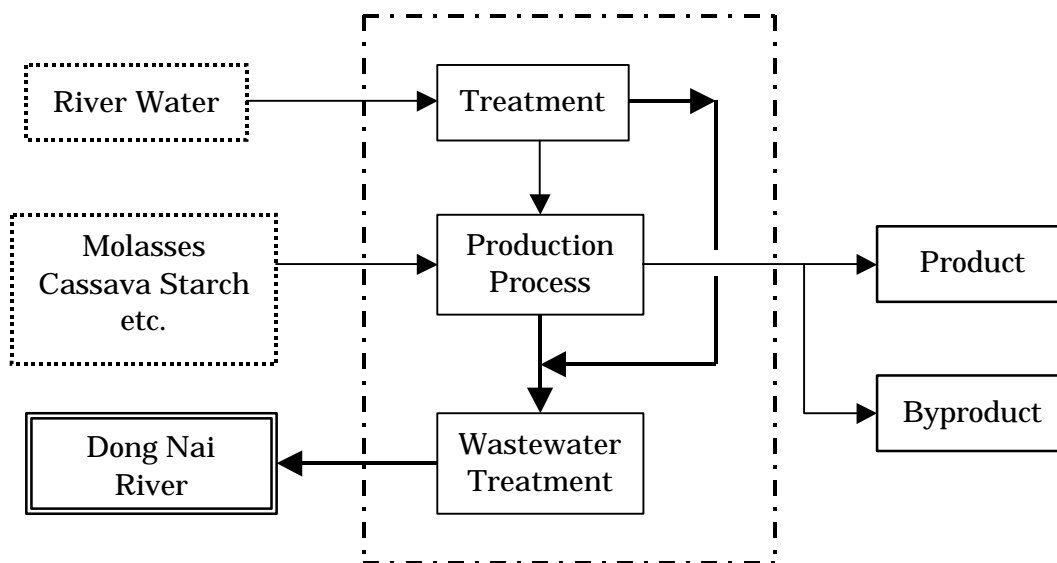 River Water
Treatment
Molasses
Cassava Starch
etc.
Production
Process
Product
Byproduct
Dong Nai
River
Wastewater
Treatment